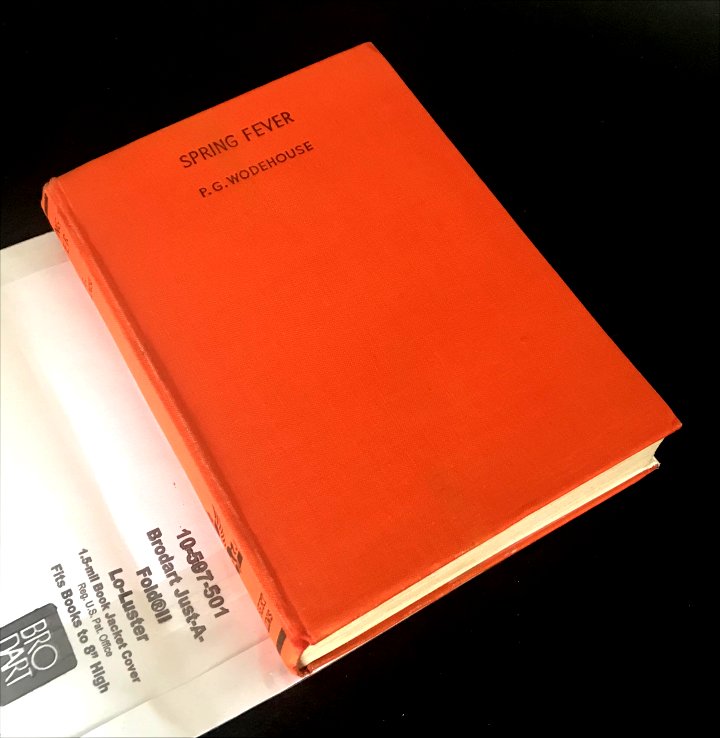 SPRING FEVER
P.G.WODEHOUSE
10-597-501
Brodart Just-A-
Fold®II
Lo-Luster
1.5-mil Book Jacket Cover
Reg. U.S. Pat. Office
Fits Books to 8" High
BRO
DART